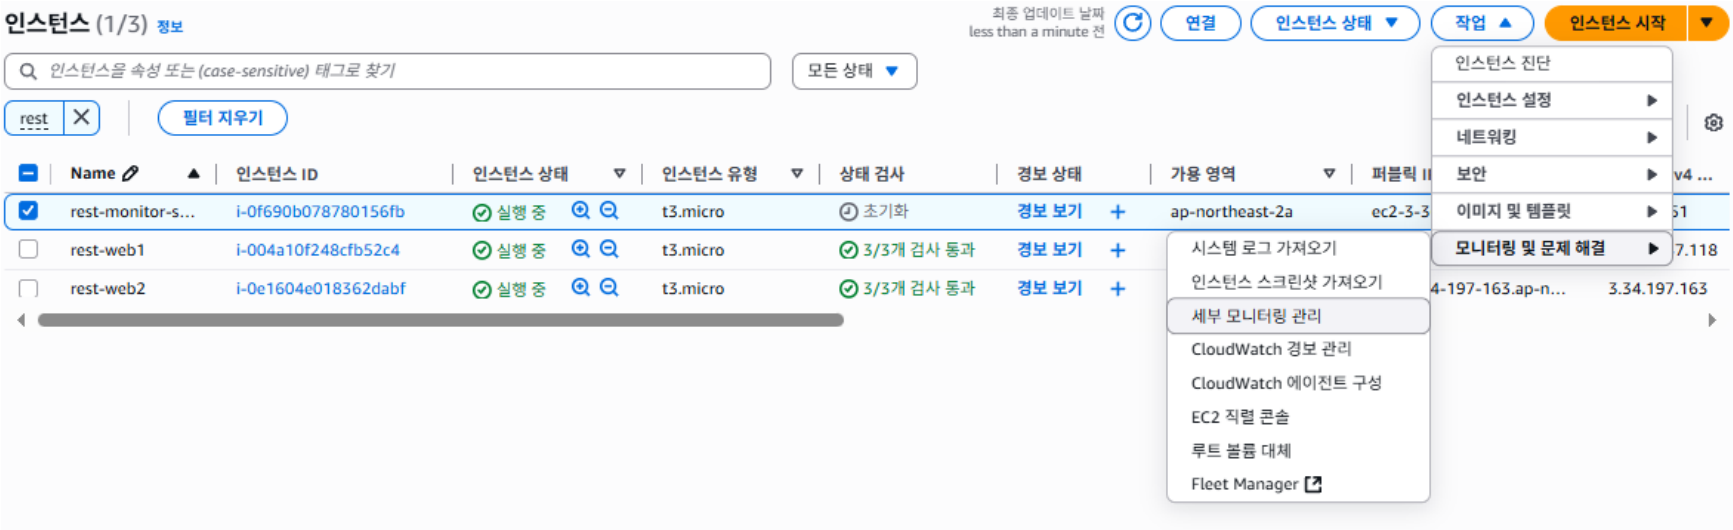 인스턴스 (1/3) 정보
최종 업데이트 날짜
less than a minute 전
연결
인스턴스 상태
작업
인스턴스 시작
인스턴스을 속성 또는 (case-sensitive) 태그로 찾기
모든 상태
rest
필터 지우기
인스턴스 진단
인스턴스 설정
네트워킹
보안
이미지 및 템플릿
모니터링 및 문제 해결
시스템 로그 가져오기
인스턴스 스크린샷 가져오기
세부 모니터링 관리
CloudWatch 경보 관리
CloudWatch 에이전트 구성
EC2 직렬 콘솔
루트 볼륨 대체
Fleet Manager
Name 인스턴스 ID 인스턴스 상태 인스턴스 유형 상태 검사 경보 상태 가용 영역 퍼블릭 v4 ...
rest-monitor-s... i-0f690b078780156fb 실행 중 t3.micro 초기화 경보 보기 + ap-northeast-2a ec2-3-3
rest-web1 i-004a10f248cfb52c4 실행 중 t3.micro 3/3개 검사 통과 경보 보기 + 7.118
rest-web2 i-0e1604e018362dabf 실행 중 t3.micro 3/3개 검사 통과 경보 보기 + 4-197-163.ap-n... 3.34.197.163